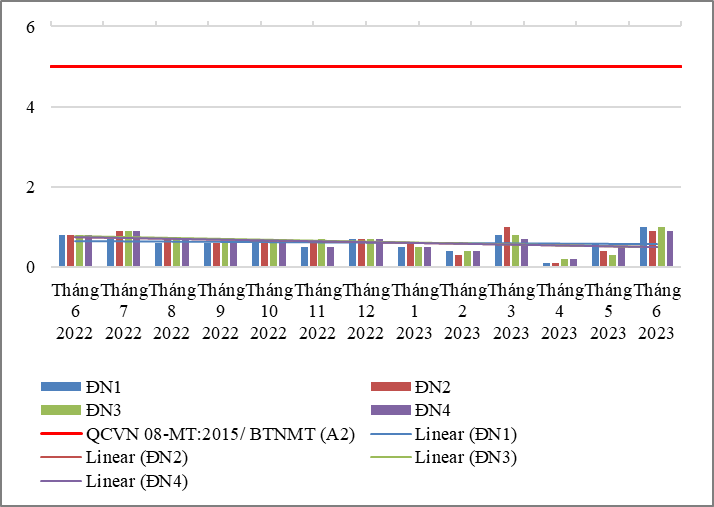 6
4
2
0
Tháng Tháng Tháng Tháng Tháng Tháng Tháng Tháng Tháng Tháng Tháng Tháng Tháng
6 7 8 9 10 11 12 1 2 3 4 5 6
2022 2022 2022 2022 2022 2022 2022 2023 2023 2023 2023 2023 2023
ĐN1 ĐN2
ĐN3 ĐN4
QCVN 08-MT:2015/ BTNMT (A2) Linear (ĐN1)
Linear (ĐN2) Linear (ĐN3)
Linear (ĐN4)